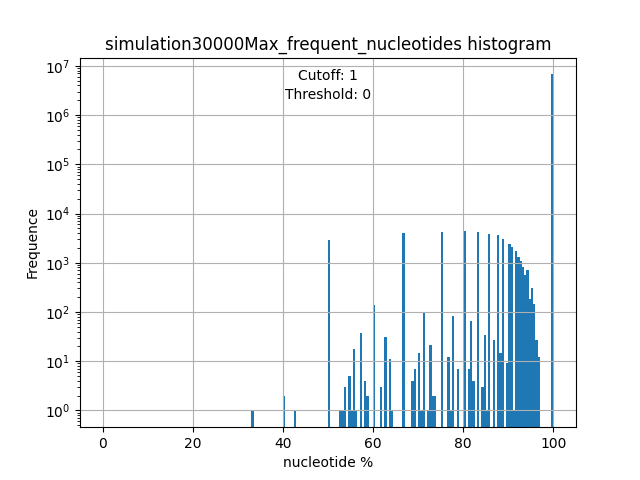 simulation30000Max_frequent_nucleotides histogram
Cutoff: 1
Threshold: 0
Frequence
10⁷
10⁶
10⁵
10⁴
10³
10²
10¹
10⁰
0 20 40 60 80 100
nucleotide %